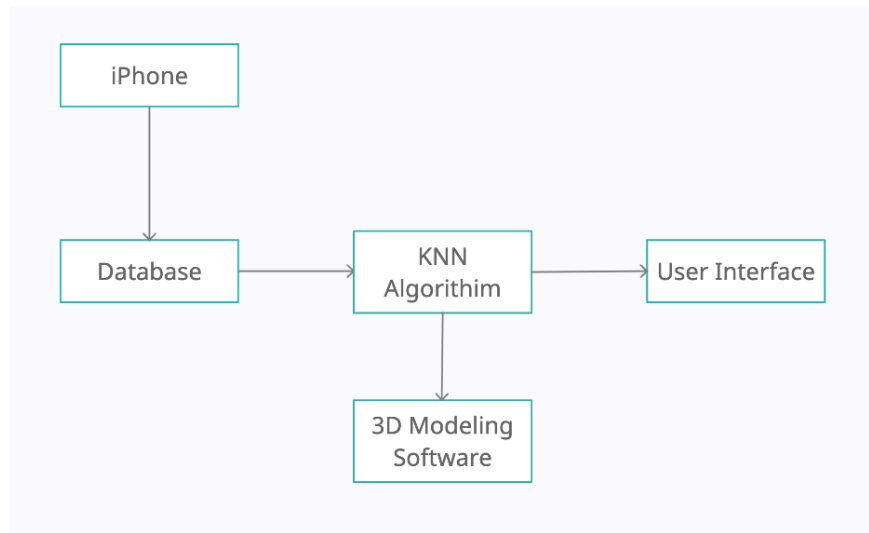 iPhone
Database
KNN
Algorithim
User Interface
3D Modeling
Software